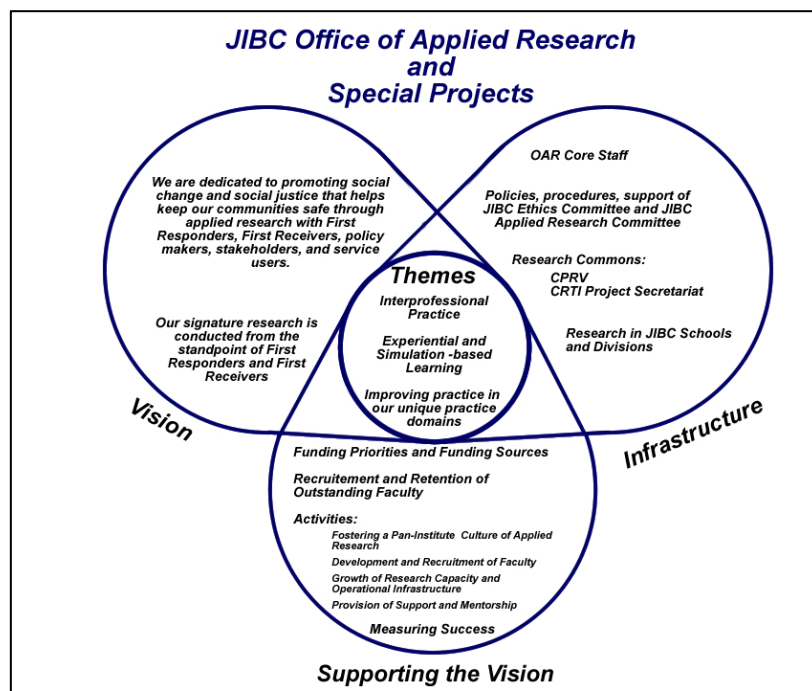 JIBC Office of Applied Research
and
Special Projects
We are dedicated to promoting social
change and social justice that helps
keep our communities safe through
applied research with First
Responders, First Receivers, policy
makers, stakeholders, and service
users.
Our signature research is
conducted from the
standpoint of First
Responders and First
Receivers
Vision
OAR Core Staff
Policies, procedures, support of
JIBC Ethics Committee and JIBC
Applied Research Committee
Research Commons:
CPRV
CRTI Project Secretariat
Research in JIBC Schools
and Divisions
Infrastructure
Themes
Interprofessional
Practice
Experiential and
Simulation -based
Learning
Improving practice in
our unique practice
domains
Funding Priorities and Funding Sources
Recruitement and Retention of
Outstanding Faculty
Activities:
Fostering a Pan-Institute Culture of Applied
Research
Development and Recruitment of Faculty
Growth of Research Capacity and
Operational Infrastructure
Provision of Support and Mentorship
Measuring Success
Supporting the Vision